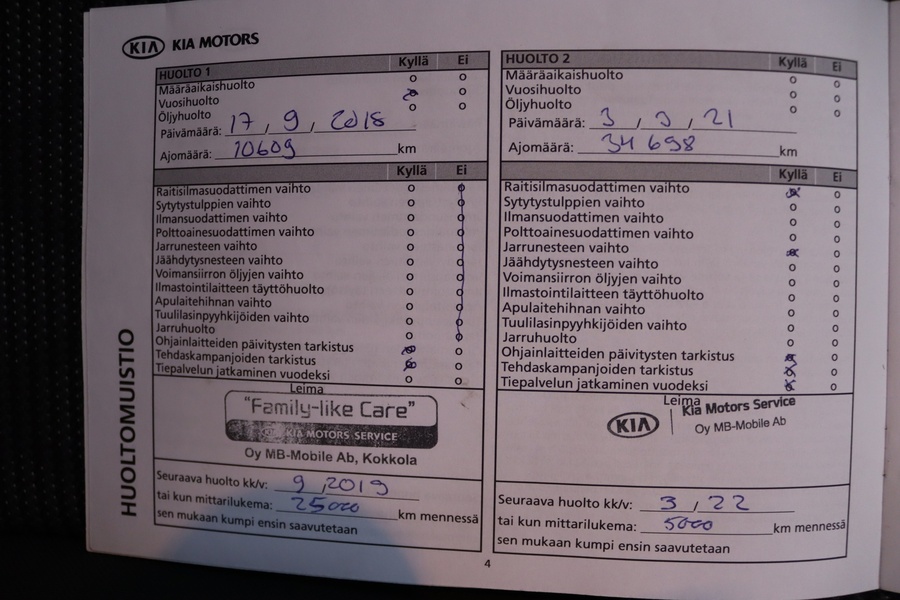 KIA KIA MOTORS
HUOLTO 1 Kyllä Ei
Määräaikaishuolto o o
Vuosihuolto o
Öljyhuolto o o
Päivämäärä: 17, 9, 2018
Ajomäärä: 10609 km
Kyllä Ei
Raitisilmasuodattimen vaihto o o
Sytytystulppien vaihto o o
Ilmansuodattimen vaihto o o
Polttoainesuodattimen vaihto o o
Jarrunesteen vaihto o o
Jäähdytysnesteen vaihto o o
Voimansiirron öljyjen vaihto o o
Ilmastointilaitteen täyttöhuolto o o
Apulaitehihnan vaihto o o
Tuulilasinpyyhkijöiden vaihto o o
Jarruhuolto o o
Ohjainlaitteiden päivitysten tarkistus o
Tehdaskampanjoiden tarkistus o
Tiepalvelun jatkaminen vuodeksi o o
Leima
"Family-like Care"
KIA MOTORS SERVICE
Oy MB-Mobile Ab, Kokkola
Seuraava huolto kk/v: 9, 2019
tai kun mittarilukema: 25000 km mennessä
sen mukaan kumpi ensin saavutetaan
HUOLTO 2 Kyllä Ei
Määräaikaishuolto o o
Vuosihuolto o o
Öljyhuolto o o
Päivämäärä: 3, 3, 21
Ajomäärä: 34 698 km
Kyllä Ei
Raitisilmasuodattimen vaihto x o
Sytytystulppien vaihto o o
Ilmansuodattimen vaihto o o
Polttoainesuodattimen vaihto o o
Jarrunesteen vaihto x o
Jäähdytysnesteen vaihto o o
Voimansiirron öljyjen vaihto o o
Ilmastointilaitteen täyttöhuolto o o
Apulaitehihnan vaihto o o
Tuulilasinpyyhkijöiden vaihto o o
Jarruhuolto o o
Ohjainlaitteiden päivitysten tarkistus x o
Tehdaskampanjoiden tarkistus x o
Tiepalvelun jatkaminen vuodeksi x o
Leima
KIA Kia Motors Service
Oy MB-Mobile Ab
Seuraava huolto kk/v: 3, 22
tai kun mittarilukema: 5000 km mennessä
sen mukaan kumpi ensin saavutetaan
HUOLTOMUISTIO
4